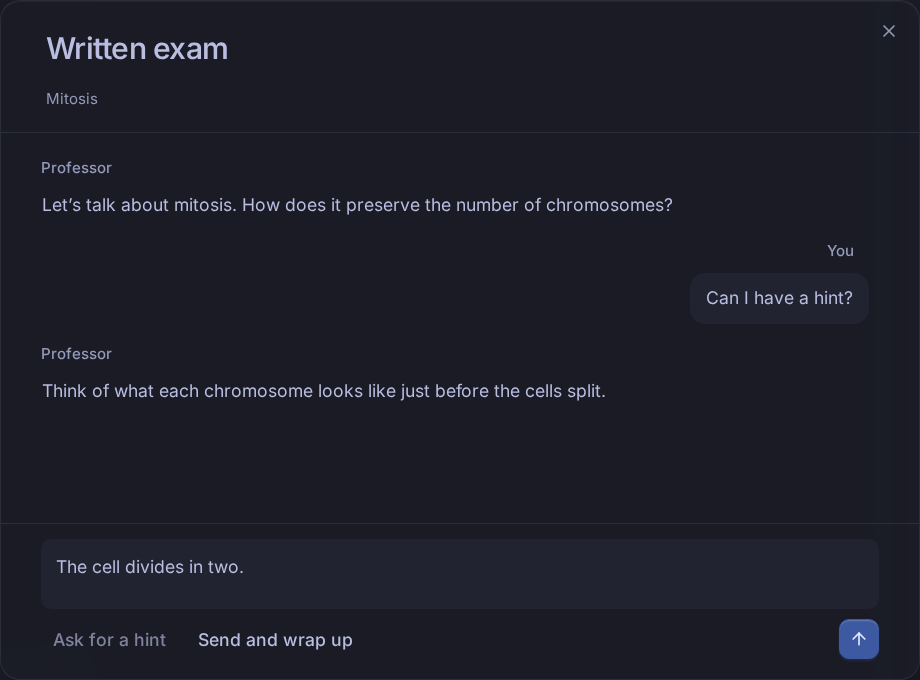 Written exam
Mitosis
Professor
Let’s talk about mitosis. How does it preserve the number of chromosomes?
You
Can I have a hint?
Professor
Think of what each chromosome looks like just before the cells split.
The cell divides in two.
Ask for a hint
Send and wrap up